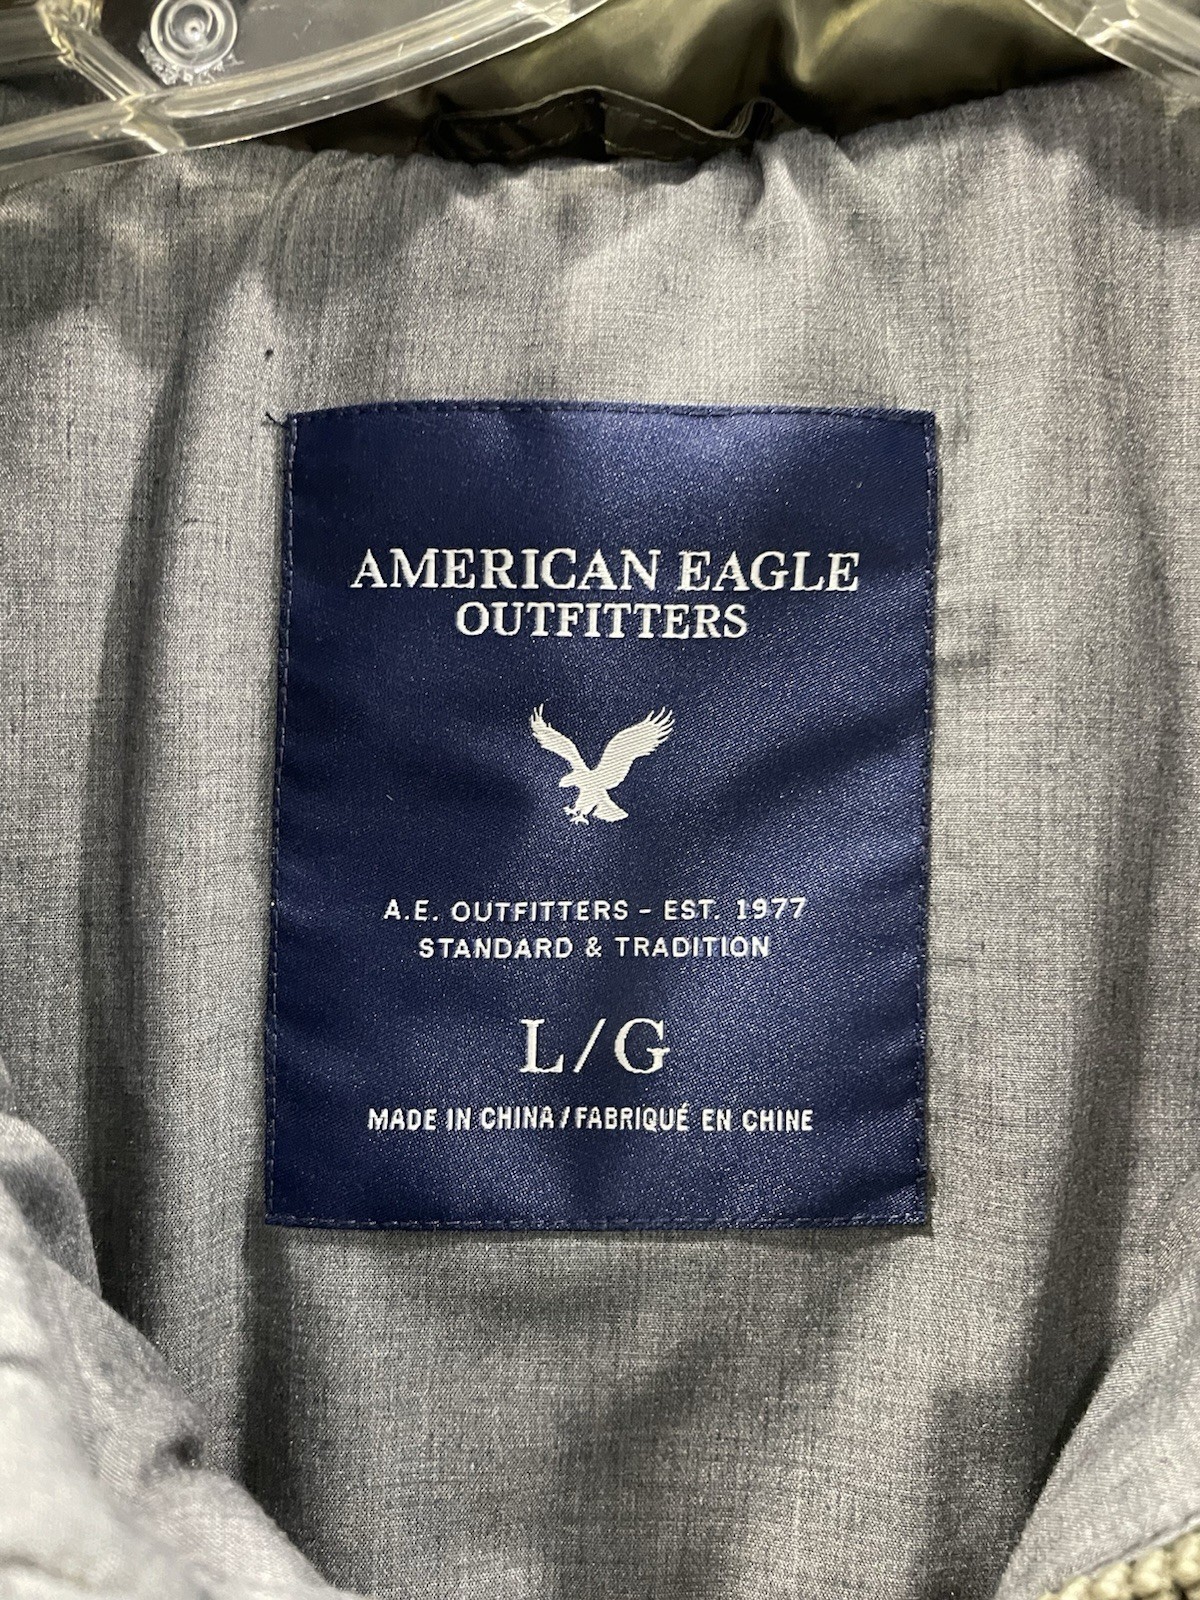 AMERICAN EAGLE
OUTFITTERS
A.E. OUTFITTERS – EST. 1977
STANDARD & TRADITION
L/G
MADE IN CHINA / FABRIQUÉ EN CHINE